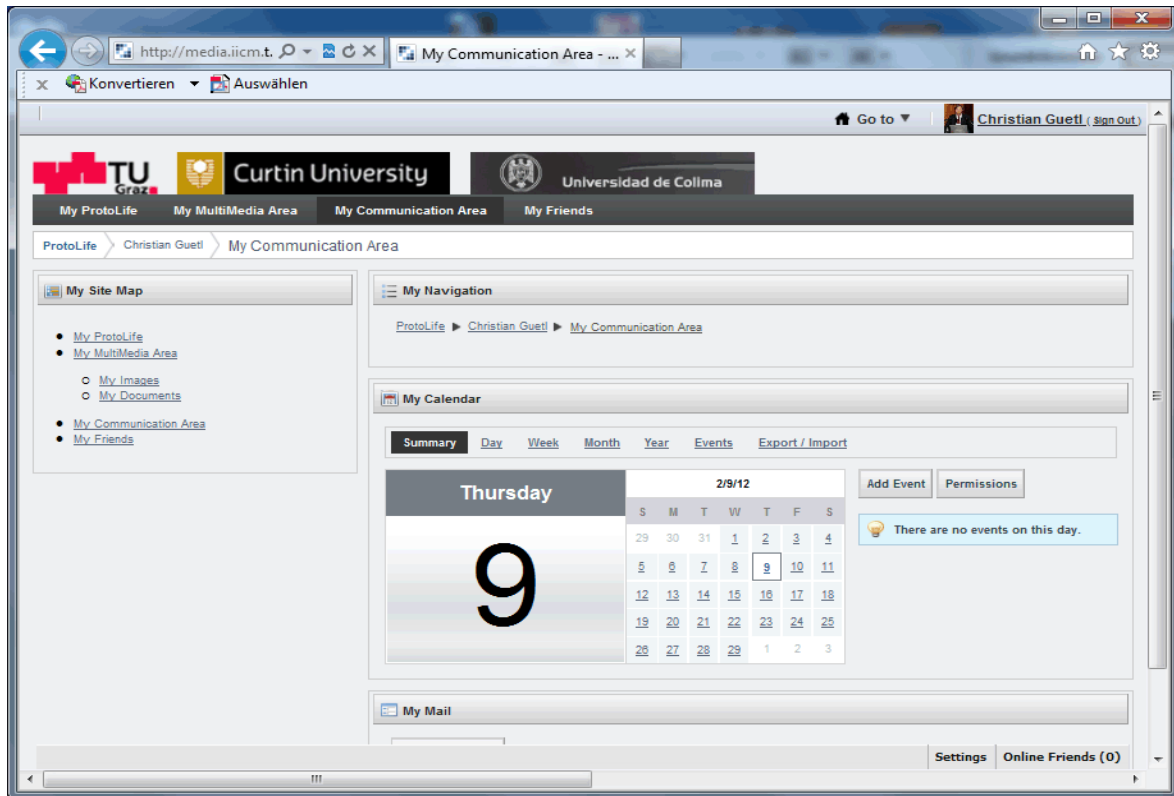 http://media.iicm.t.
My Communication Area - ...
x Konvertieren Auswählen
Go to ▼ Christian Guetl ( Sign Out )
TU
Graz
Curtin University
Universidad de Colima
My ProtoLife My MultiMedia Area My Communication Area My Friends
ProtoLife Christian Guetl My Communication Area
My Site Map
My ProtoLife
My MultiMedia Area
My Images
My Documents
My Communication Area
My Friends
My Navigation
ProtoLife ▶ Christian Guetl ▶ My Communication Area
My Calendar
Summary Day Week Month Year Events Export / Import
Thursday
9
2/9/12
S M T W T F S
29 30 31 1 2 3 4
5 6 7 8 9 10 11
12 13 14 15 16 17 18
19 20 21 22 23 24 25
26 27 28 29 1 2 3
Add Event Permissions
There are no events on this day.
My Mail
Settings Online Friends (0)